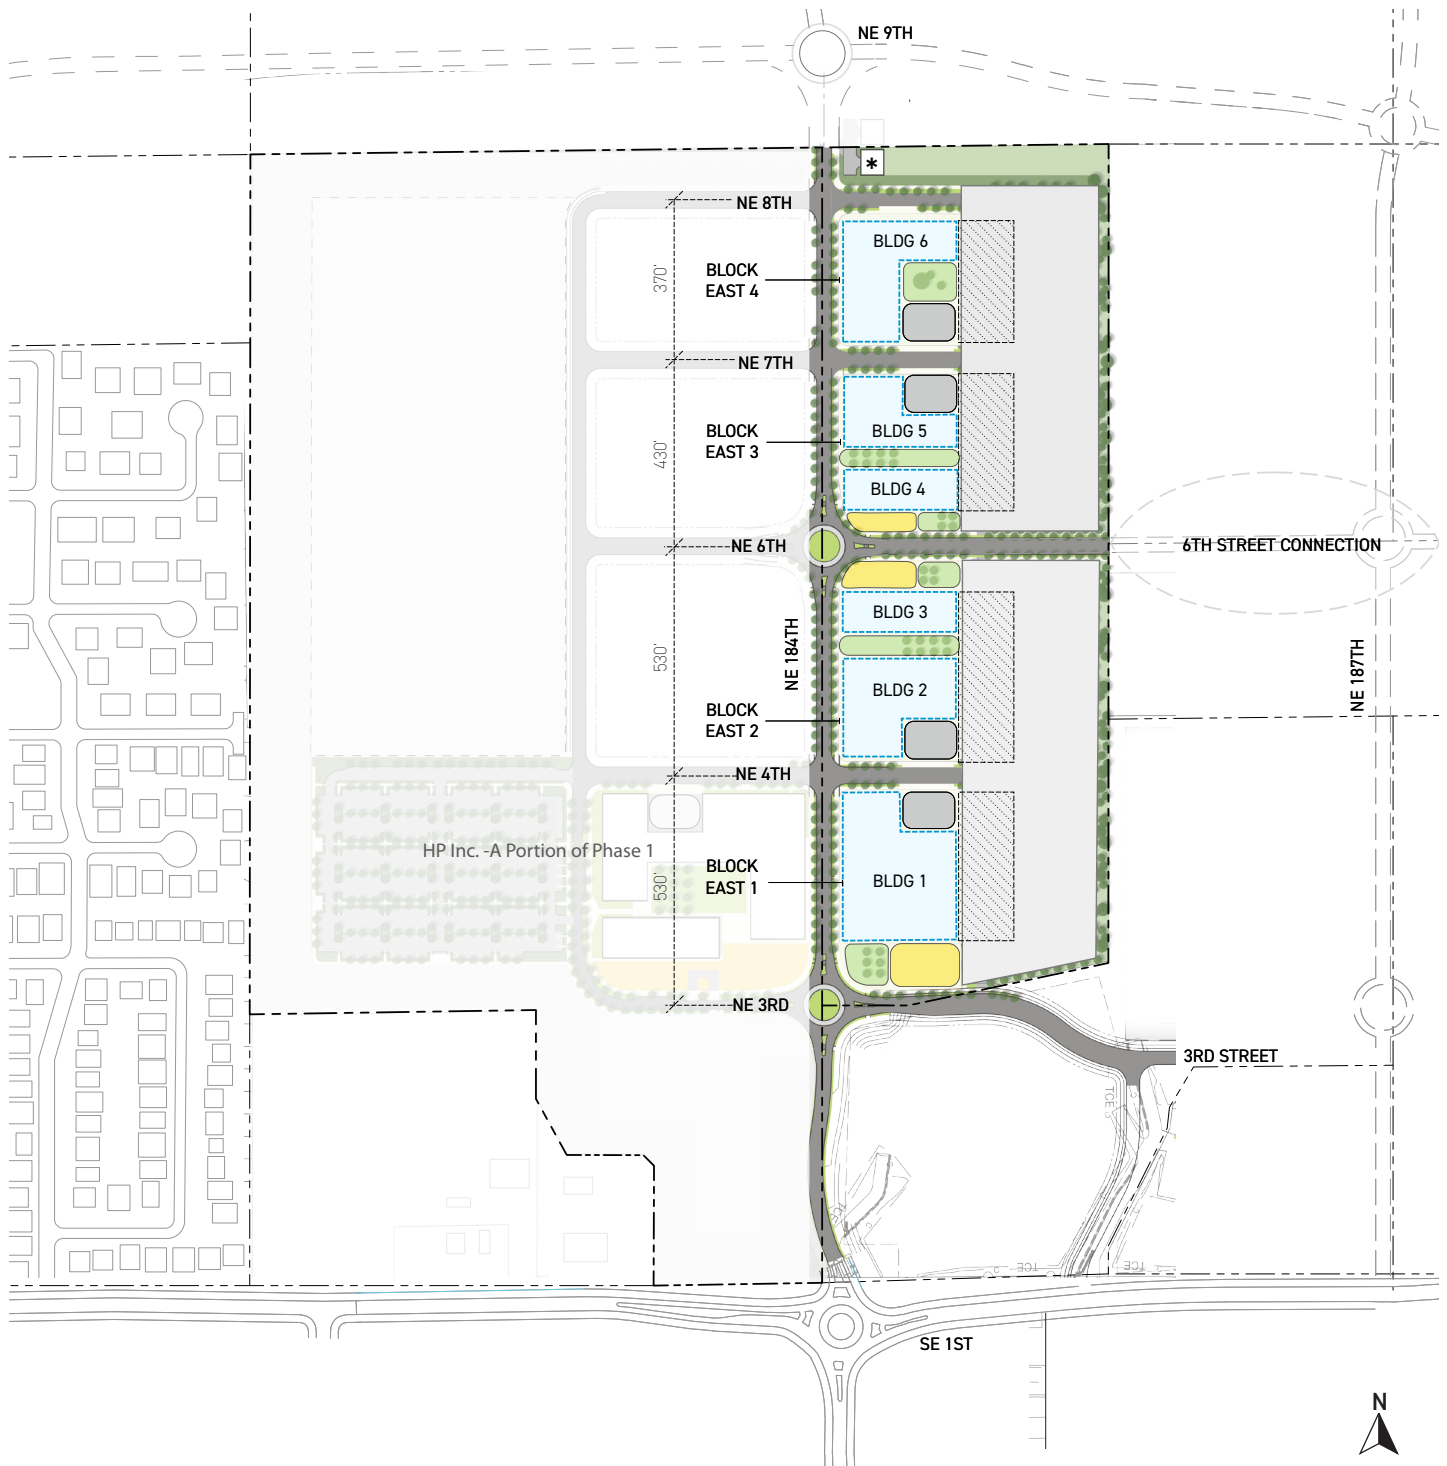 NE 9TH
*
NE 8TH
BLDG 6
BLOCK
EAST 4
370'
NE 7TH
BLOCK
EAST 3
BLDG 5
430'
BLDG 4
NE 6TH
6TH STREET CONNECTION
BLDG 3
NE 184TH
530'
NE 187TH
BLDG 2
BLOCK
EAST 2
NE 4TH
HP Inc. -A Portion of Phase 1
BLOCK
EAST 1
BLDG 1
530'
NE 3RD
3RD STREET
TCE
TCE
TCE
TCE
SE 1ST
N